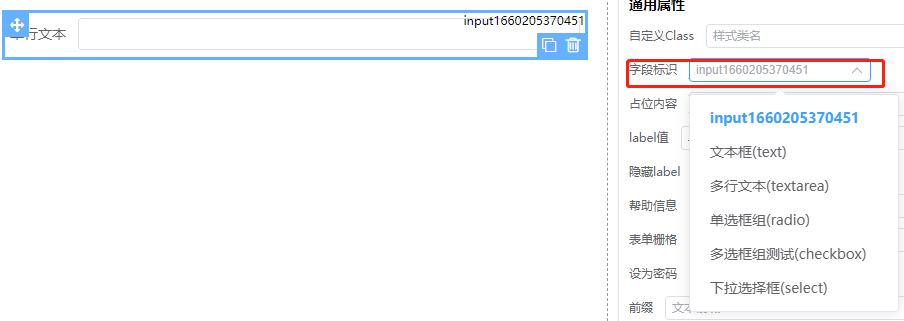 input1660205370451
单行文本
通用属性
自定义Class 样式类名
字段标识 input1660205370451
占位内容
label值
隐藏label
帮助信息
表单栅格
设为密码
前缀
input1660205370451
文本框(text)
多行文本(textarea)
单选框组(radio)
多选框组测试(checkbox)
下拉选择框(select)